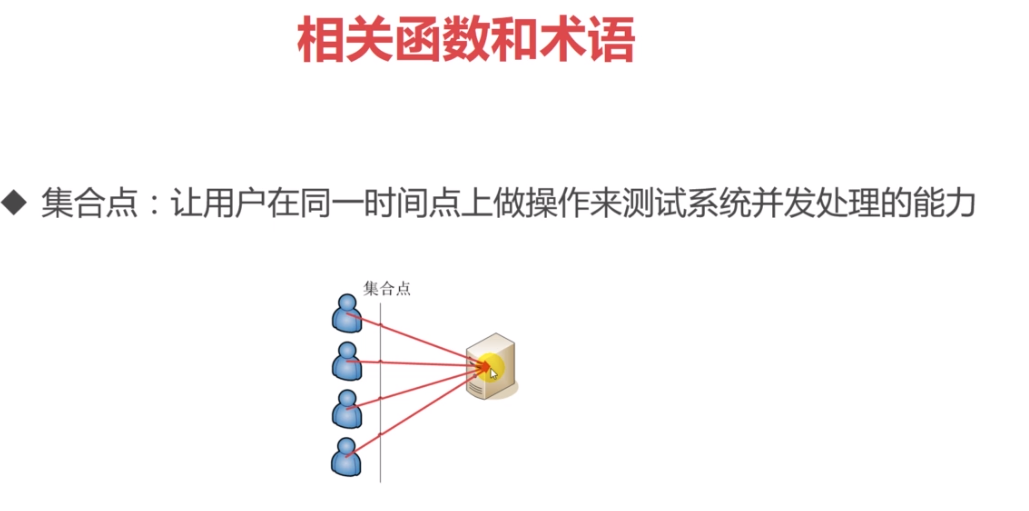 相关函数和术语
◆ 集合点：让用户在同一时间点上做操作来测试系统并发处理的能力
集合点